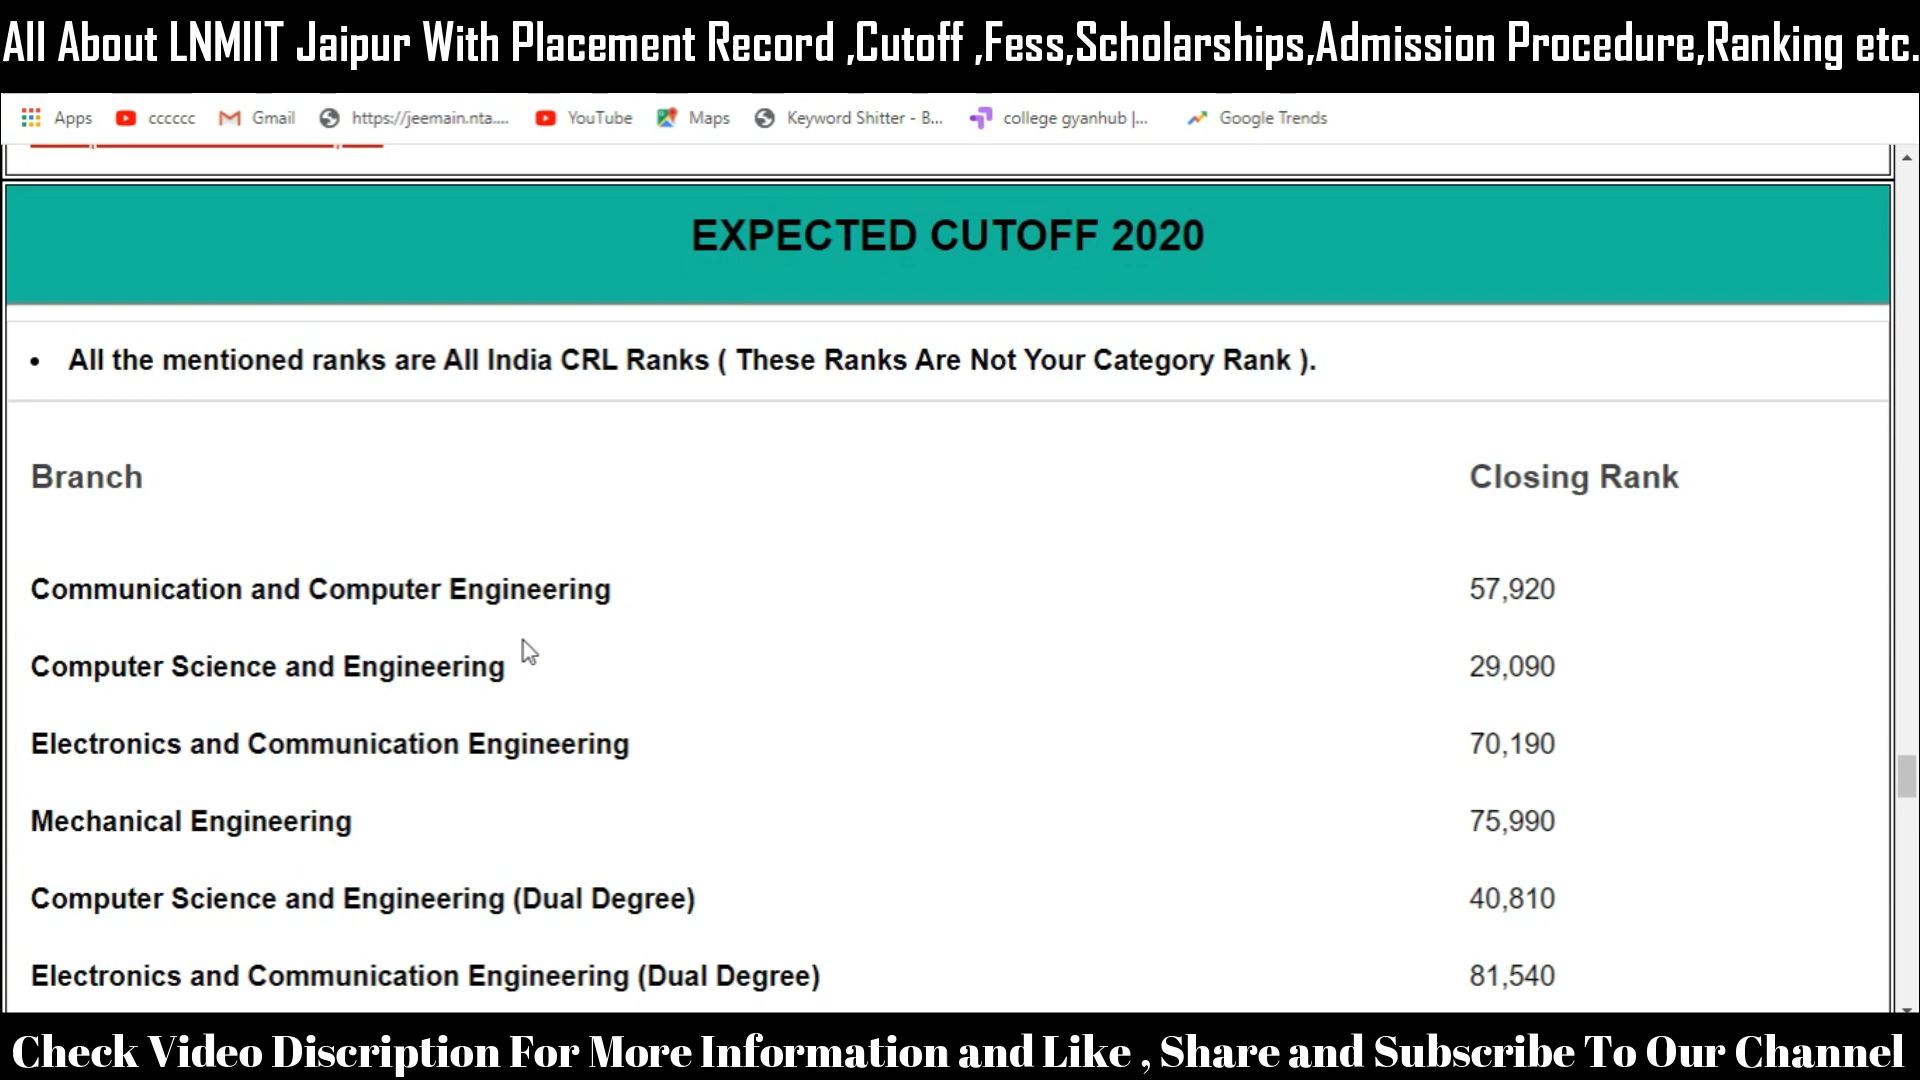 All About LNMIIT Jaipur With Placement Record ,Cutoff ,Fess,Scholarships,Admission Procedure,Ranking etc.
Apps cccccc Gmail https://jeemain.nta.... YouTube Maps Keyword Shitter - B... college gyanhub |... Google Trends
EXPECTED CUTOFF 2020
• All the mentioned ranks are All India CRL Ranks ( These Ranks Are Not Your Category Rank ).
Branch Closing Rank
Communication and Computer Engineering 57,920
Computer Science and Engineering 29,090
Electronics and Communication Engineering 70,190
Mechanical Engineering 75,990
Computer Science and Engineering (Dual Degree) 40,810
Electronics and Communication Engineering (Dual Degree) 81,540
Check Video Discription For More Information and Like , Share and Subscribe To Our Channel